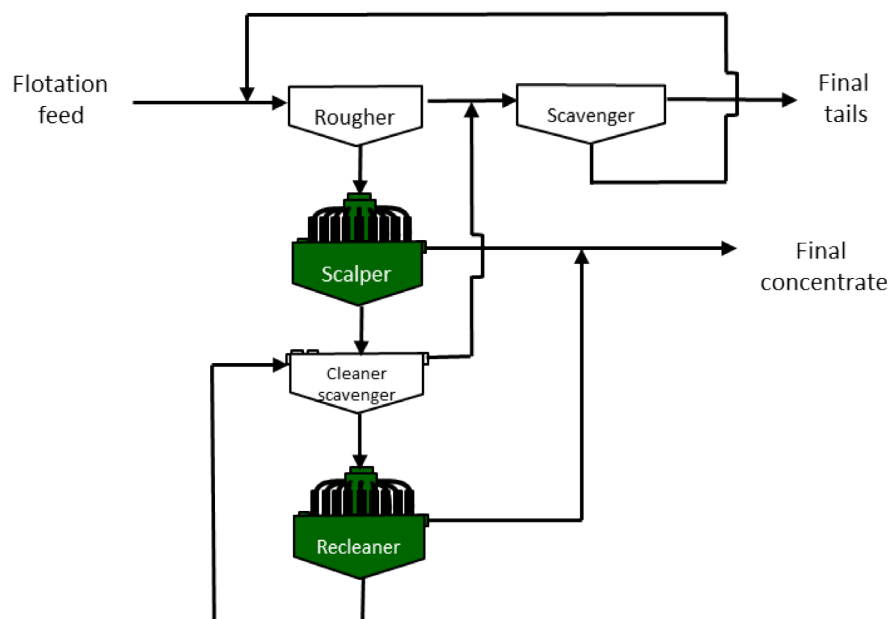 Flotation
feed
Rougher
Scavenger
Final
tails
Scalper
Final
concentrate
Cleaner
scavenger
Recleaner